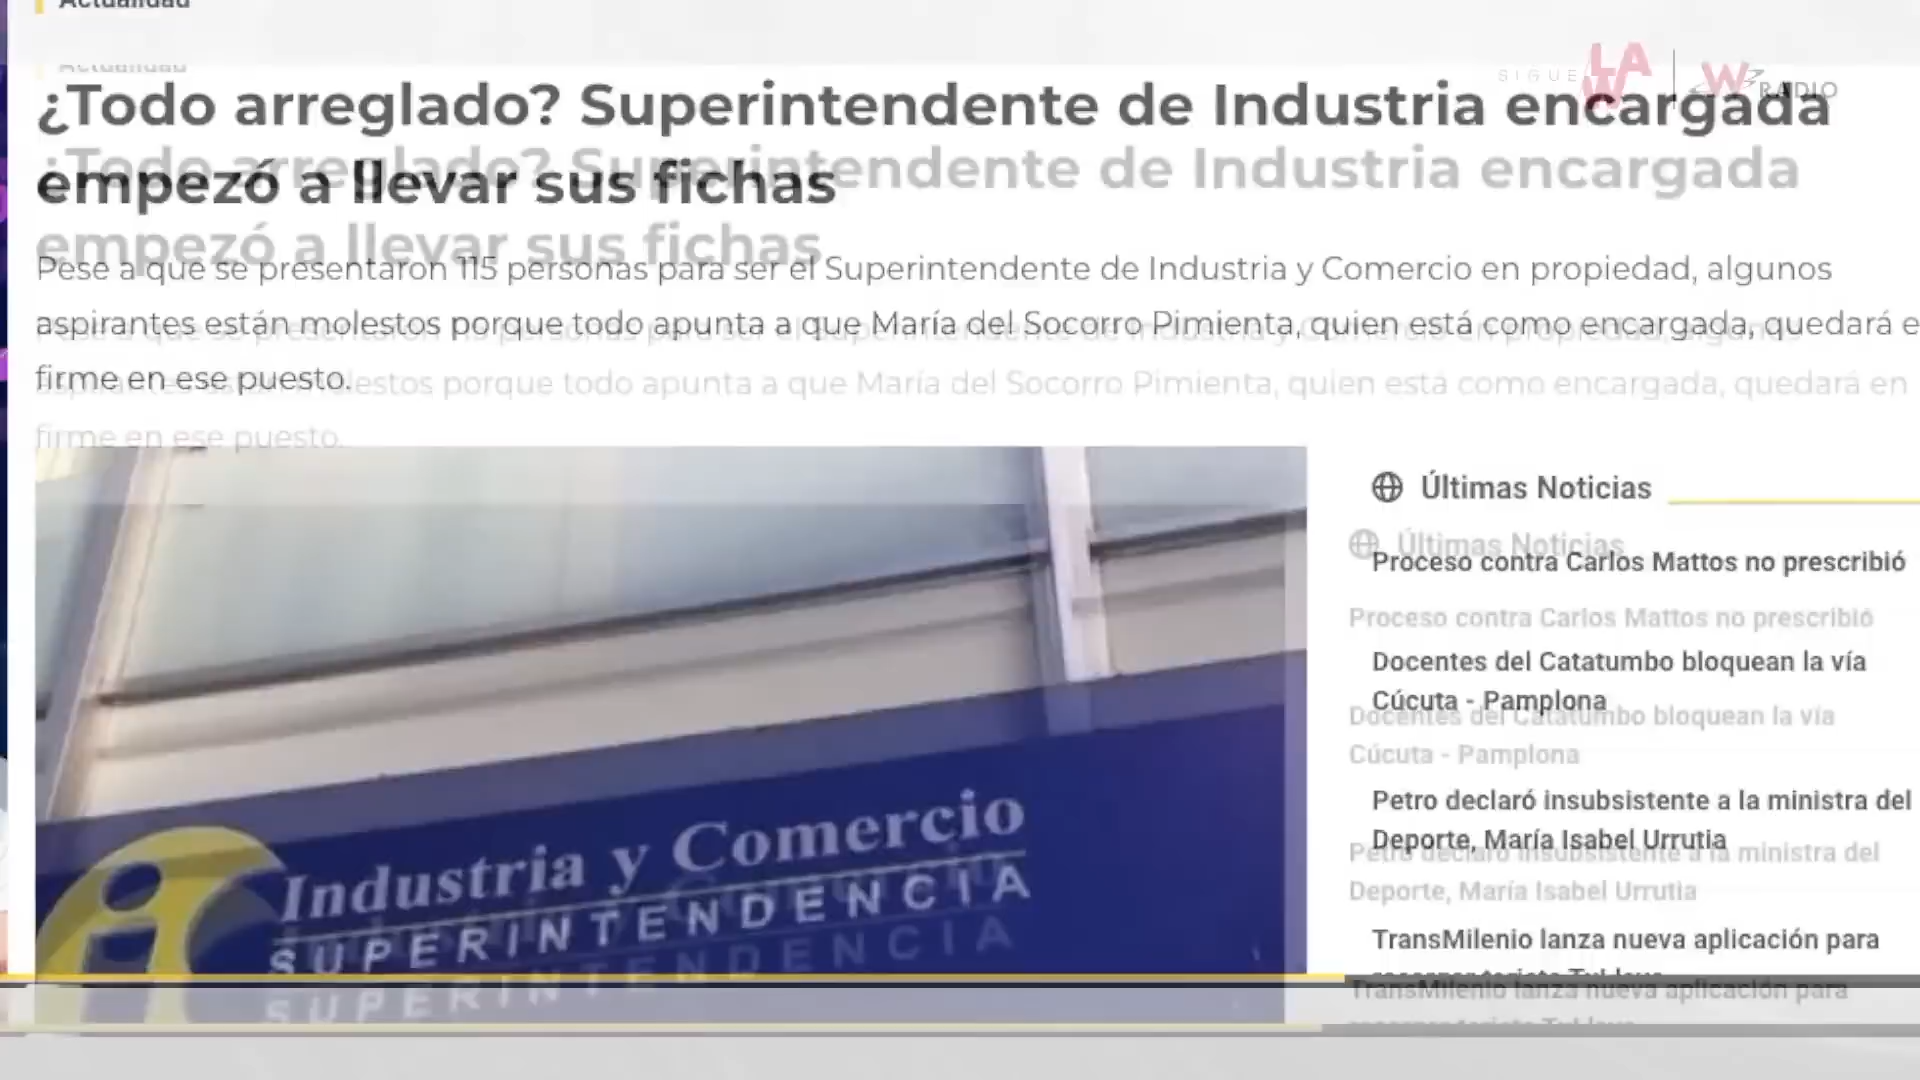 Actualidad
SIGUE LA W | W RADIO
¿Todo arreglado? Superintendente de Industria encargada
empezó a llevar sus fichas
Pese a que se presentaron 115 personas para ser el Superintendente de Industria y Comercio en propiedad, algunos
aspirantes están molestos porque todo apunta a que María del Socorro Pimienta, quien está como encargada, quedará en
firme en ese puesto.
Industria y Comercio
SUPERINTENDENCIA
Últimas Noticias
Proceso contra Carlos Mattos no prescribió
Docentes del Catatumbo bloquean la vía
Cúcuta - Pamplona
Petro declaró insubsistente a la ministra del
Deporte, María Isabel Urrutia
TransMilenio lanza nueva aplicación para